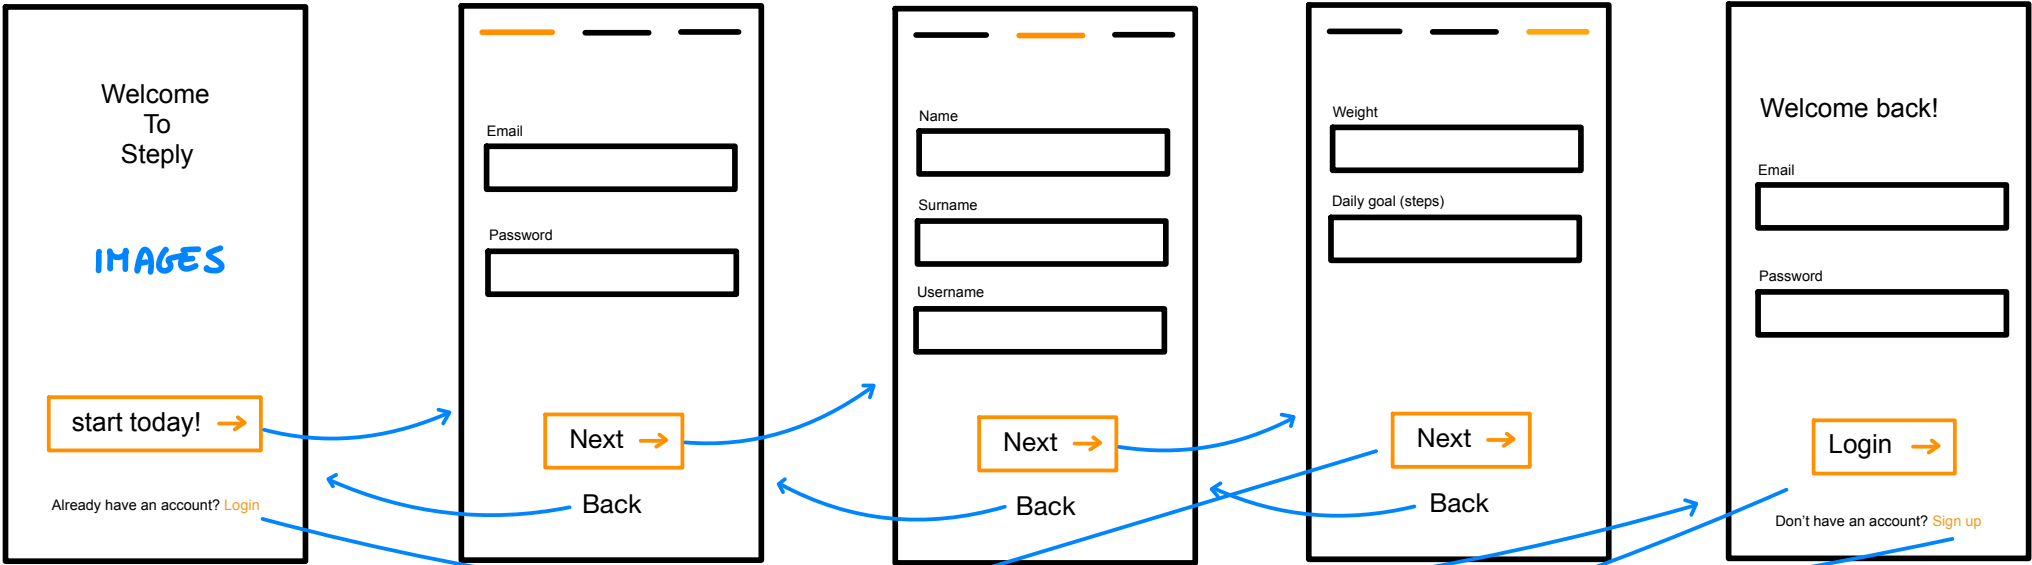 Welcome
To
Steply
IMAGES
start today!
Already have an account? Login
Email
Password
Next
Back
Name
Surname
Username
Next
Back
Weight
Daily goal (steps)
Next
Back
Welcome back!
Email
Password
Login
Don't have an account? Sign up